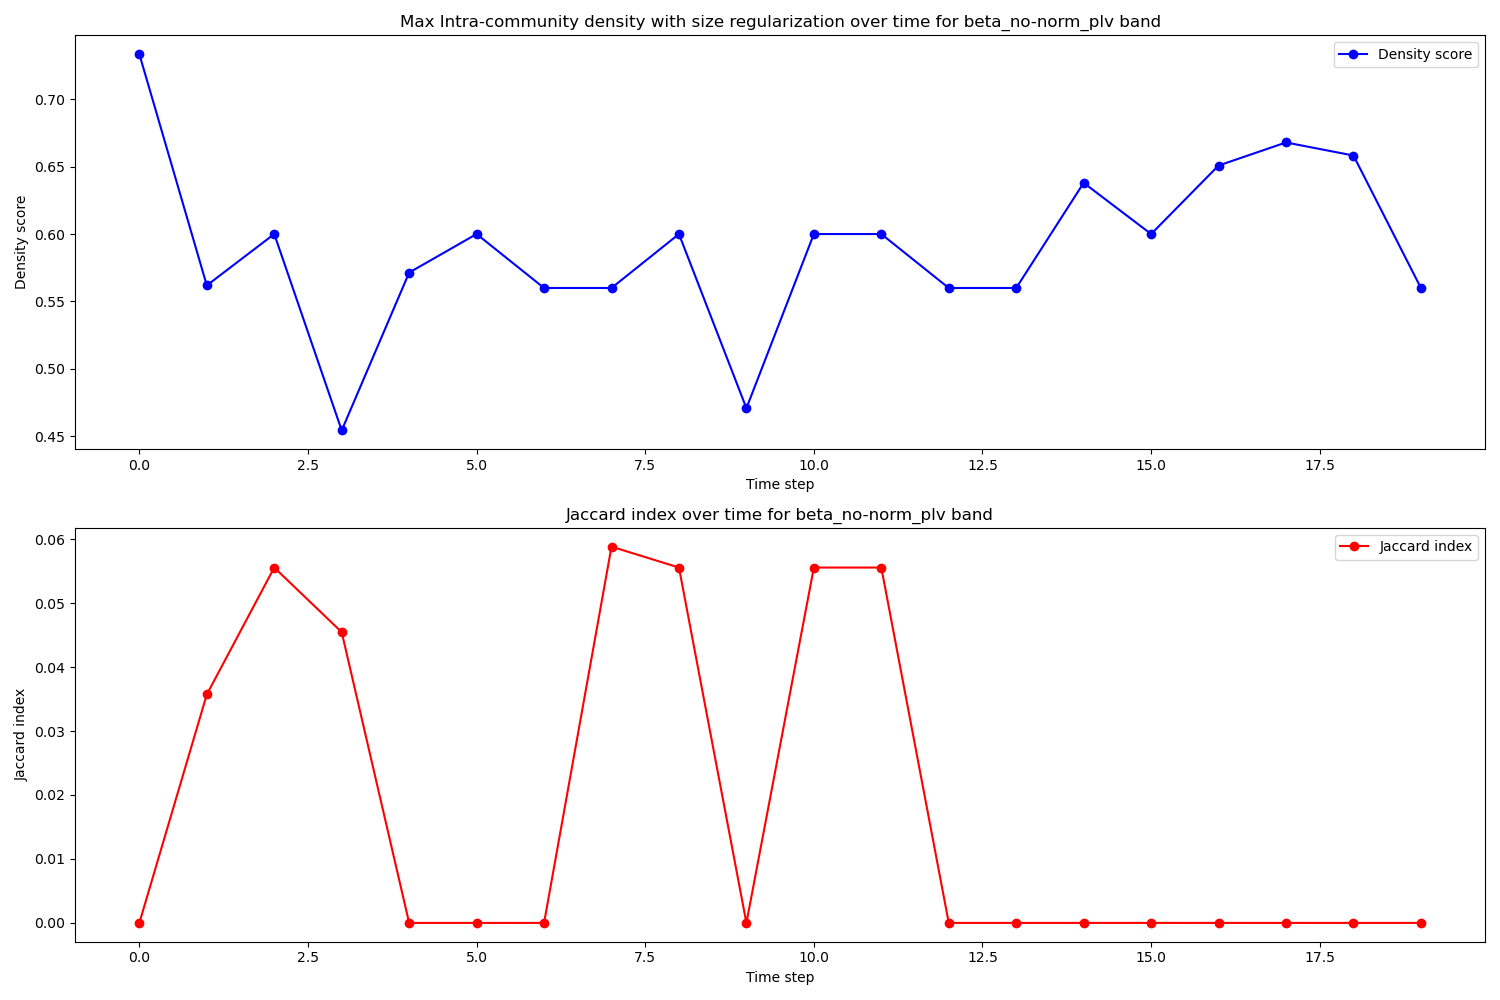 Max Intra-community density with size regularization over time for beta_no-norm_plv band
Density score
0.70
0.65
0.60
0.55
0.50
0.45
Density score
0.0 2.5 5.0 7.5 10.0 12.5 15.0 17.5
Time step
Jaccard index over time for beta_no-norm_plv band
Jaccard index
0.06
0.05
0.04
0.03
0.02
0.01
0.00
Jaccard index
0.0 2.5 5.0 7.5 10.0 12.5 15.0 17.5
Time step